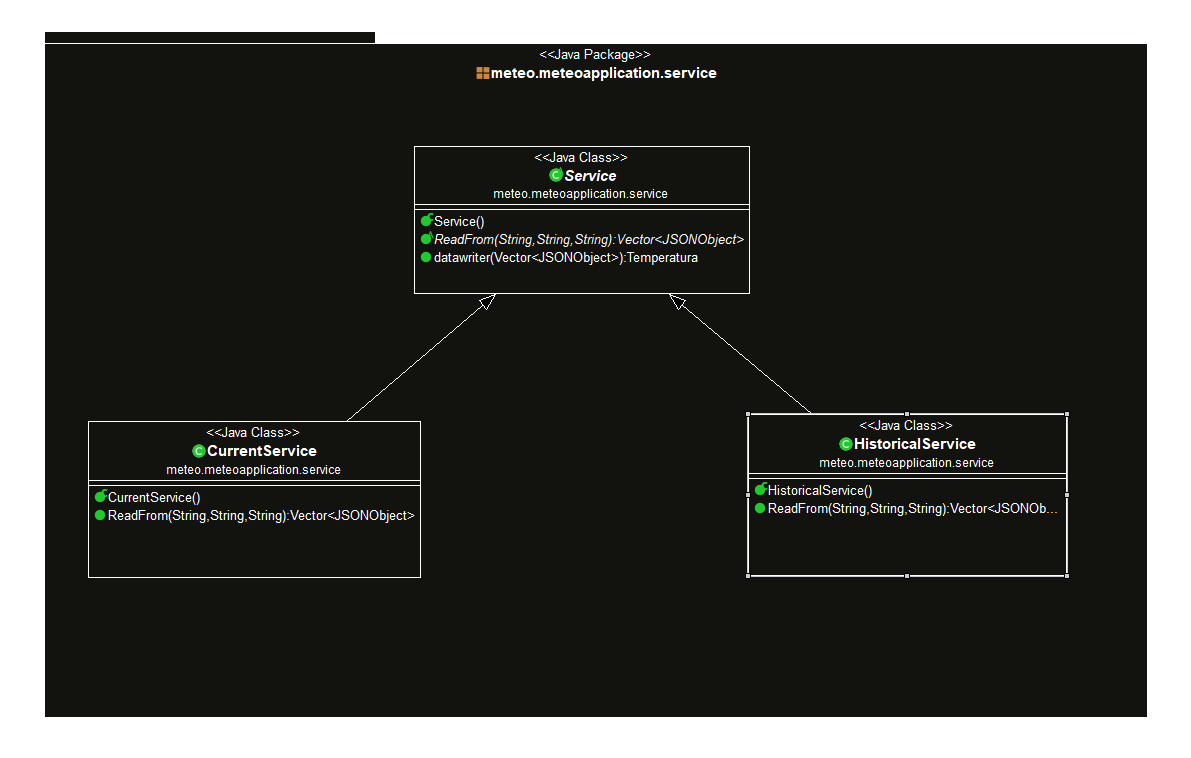 <<Java Package>>
meteo.meteoapplication.service
<<Java Class>>
Service
meteo.meteoapplication.service
Service()
ReadFrom(String,String,String):Vector<JSONObject>
datawriter(Vector<JSONObject>):Temperatura
<<Java Class>>
CurrentService
meteo.meteoapplication.service
CurrentService()
ReadFrom(String,String,String):Vector<JSONObject>
<<Java Class>>
HistoricalService
meteo.meteoapplication.service
HistoricalService()
ReadFrom(String,String,String):Vector<JSONOb...